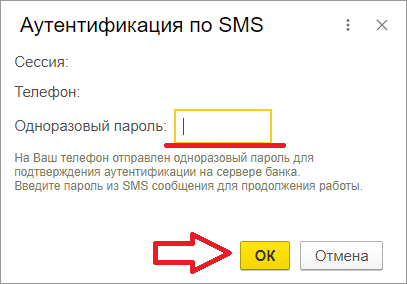 Аутентификация по SMS
Сессия:
Телефон:
Одноразовый пароль:
На Ваш телефон отправлен одноразовый пароль для
подтверждения аутентификации на сервере банка.
Введите пароль из SMS сообщения для продолжения работы.
ОК Отмена